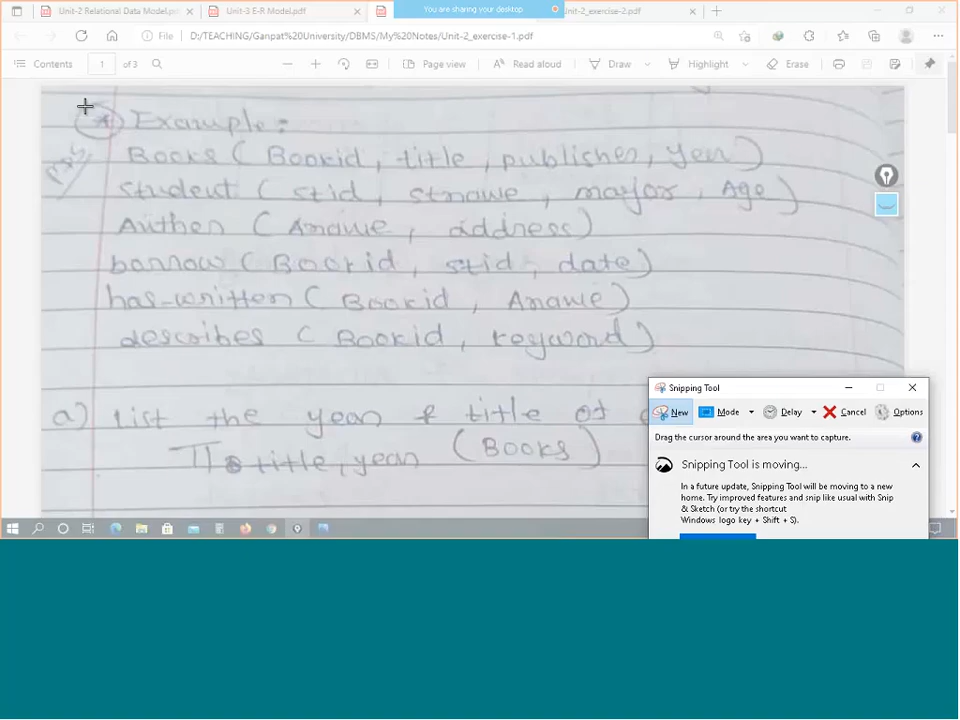 Unit-2 Relational Data Model.p
Unit-3 E-R Model.pdf
You are sharing your desktop
nit-2_exercise-2.pdf
File
D:/TEACHING/Ganpat%20University/DBMS/My%20Notes/Unit-2_exercise-1.pdf
Contents
1
of 3
Page view
Read aloud
Draw
Highlight
Erase
* Example:
Books ( Bookid, title, publisher, year )
student ( stid, stname, major, Age )
Author ( Aname, address )
borrow ( Bookid, stid, date )
has-written ( Bookid, Aname )
describes ( Bookid, keyword )
a) List the year & title of
Π title, year (Books)
Snipping Tool
New
Mode
Delay
Cancel
Options
Drag the cursor around the area you want to capture.
Snipping Tool is moving...
In a future update, Snipping Tool will be moving to a new
home. Try improved features and snip like usual with Snip
& Sketch (or try the shortcut
Windows logo key + Shift + S).